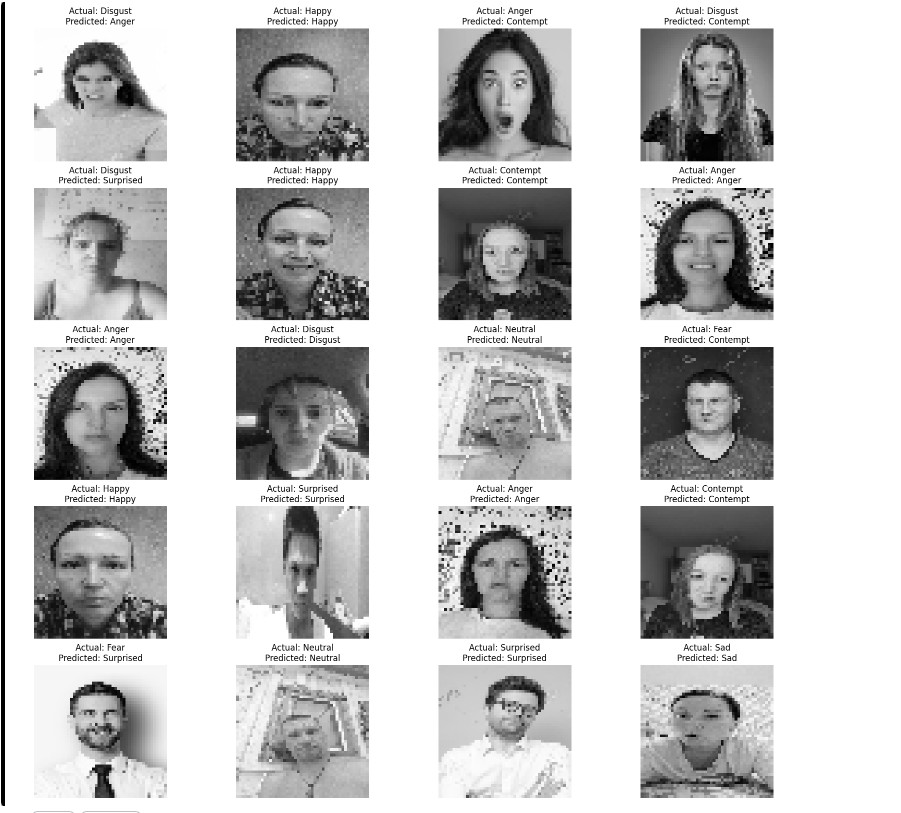 Actual: Disgust
Predicted: Anger
Actual: Happy
Predicted: Happy
Actual: Anger
Predicted: Contempt
Actual: Disgust
Predicted: Contempt
Actual: Disgust
Predicted: Surprised
Actual: Happy
Predicted: Happy
Actual: Contempt
Predicted: Contempt
Actual: Anger
Predicted: Anger
Actual: Anger
Predicted: Anger
Actual: Disgust
Predicted: Disgust
Actual: Neutral
Predicted: Neutral
Actual: Fear
Predicted: Contempt
Actual: Happy
Predicted: Happy
Actual: Surprised
Predicted: Surprised
Actual: Anger
Predicted: Anger
Actual: Contempt
Predicted: Contempt
Actual: Fear
Predicted: Surprised
Actual: Neutral
Predicted: Neutral
Actual: Surprised
Predicted: Surprised
Actual: Sad
Predicted: Sad